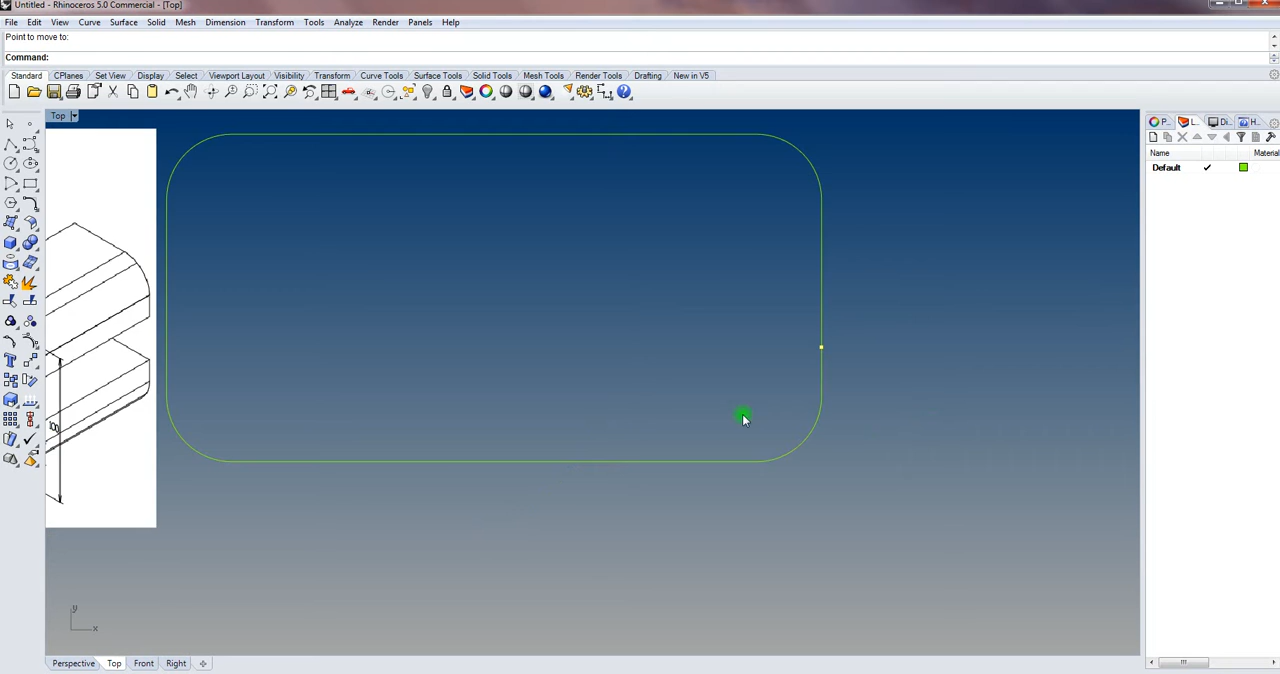 Untitled - Rhinoceros 5.0 Commercial - [Top]
File Edit View Curve Surface Solid Mesh Dimension Transform Tools Analyze Render Panels Help
Point to move to:
Command:
Standard CPlanes Set View Display Select Viewport Layout Visibility Transform Curve Tools Surface Tools Solid Tools Mesh Tools Render Tools Drafting New in V5
Top
P... L... Di... H...
Name Material
Default
100
y
x
Perspective Top Front Right